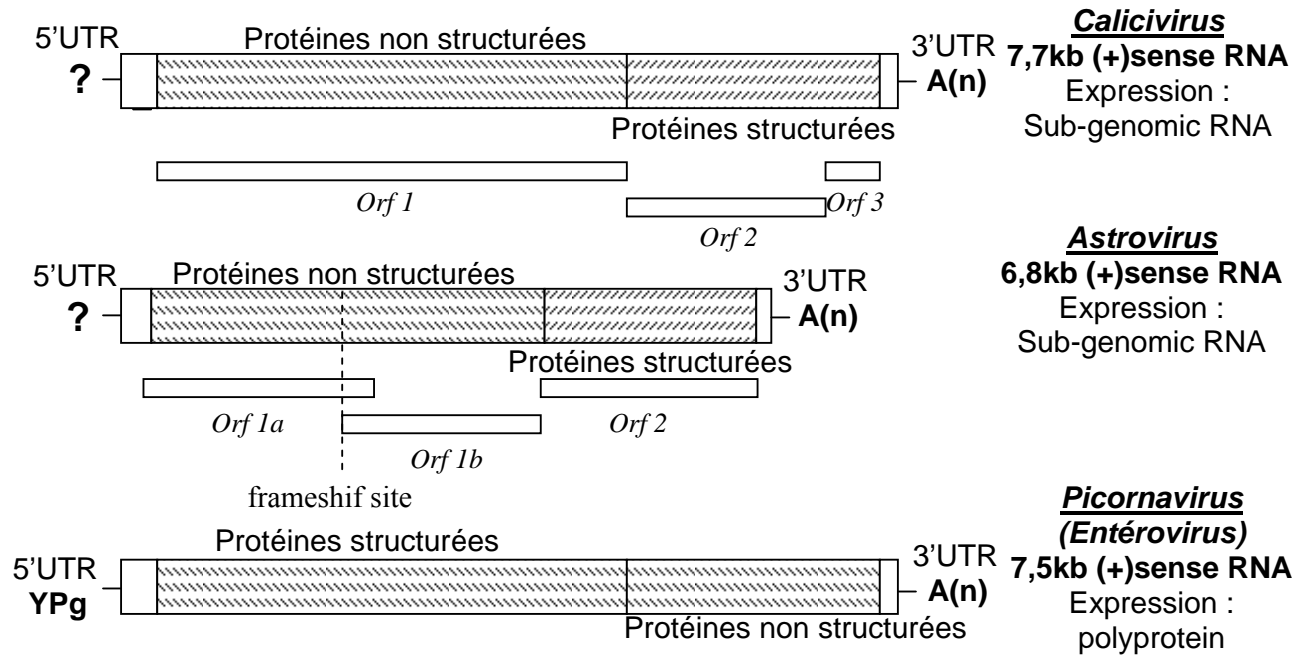 5'UTR
?
Protéines non structurées
3'UTR
A(n)
Protéines structurées
Orf 1
Orf 2
Orf 3
Calicivirus
7,7kb (+)sense RNA
Expression :
Sub-genomic RNA
5'UTR
?
Protéines non structurées
3'UTR
A(n)
Protéines structurées
Orf 1a
Orf 1b
Orf 2
frameshif site
Astrovirus
6,8kb (+)sense RNA
Expression :
Sub-genomic RNA
5'UTR
YPg
Protéines structurées
3'UTR
A(n)
Protéines non structurées
Picornavirus
(Entérovirus)
7,5kb (+)sense RNA
Expression :
polyprotein